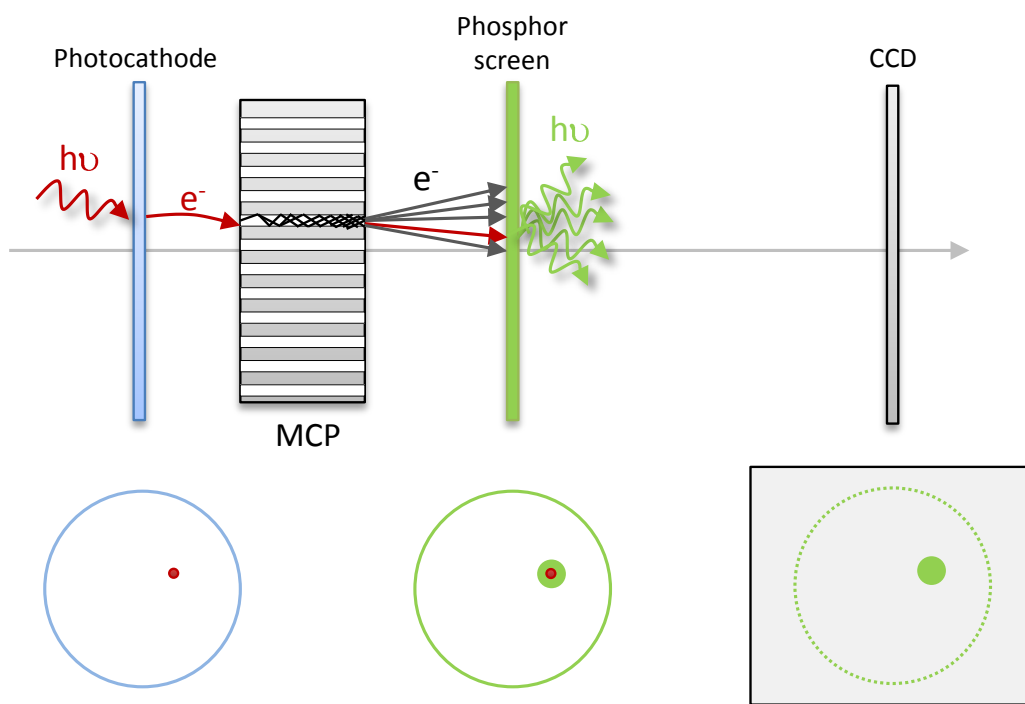 Photocathode
Phosphor
screen
CCD
hυ
e-
e-
hυ
MCP